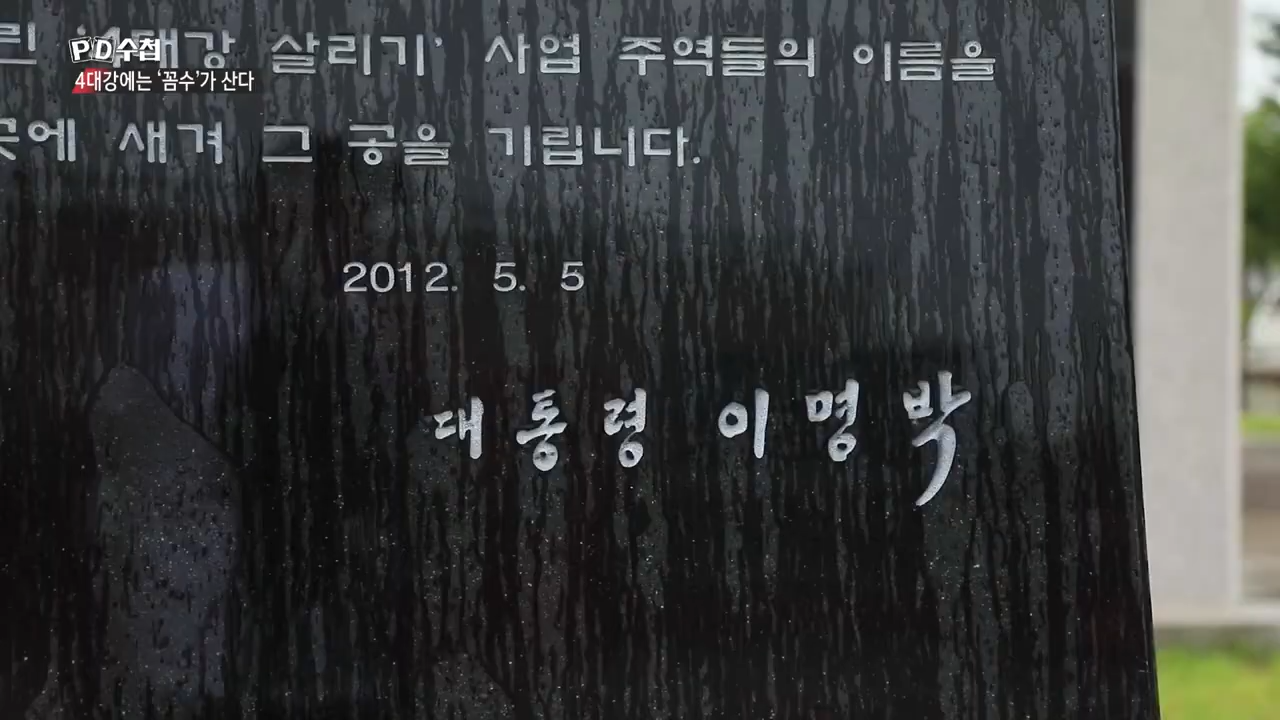 PD수첩
4대강에는 '꼼수'가 산다
린 '4대강 살리기' 사업 주역들의 이름을
곳에 새겨 그 공을 기립니다.
2012. 5. 5
대통령 이명박